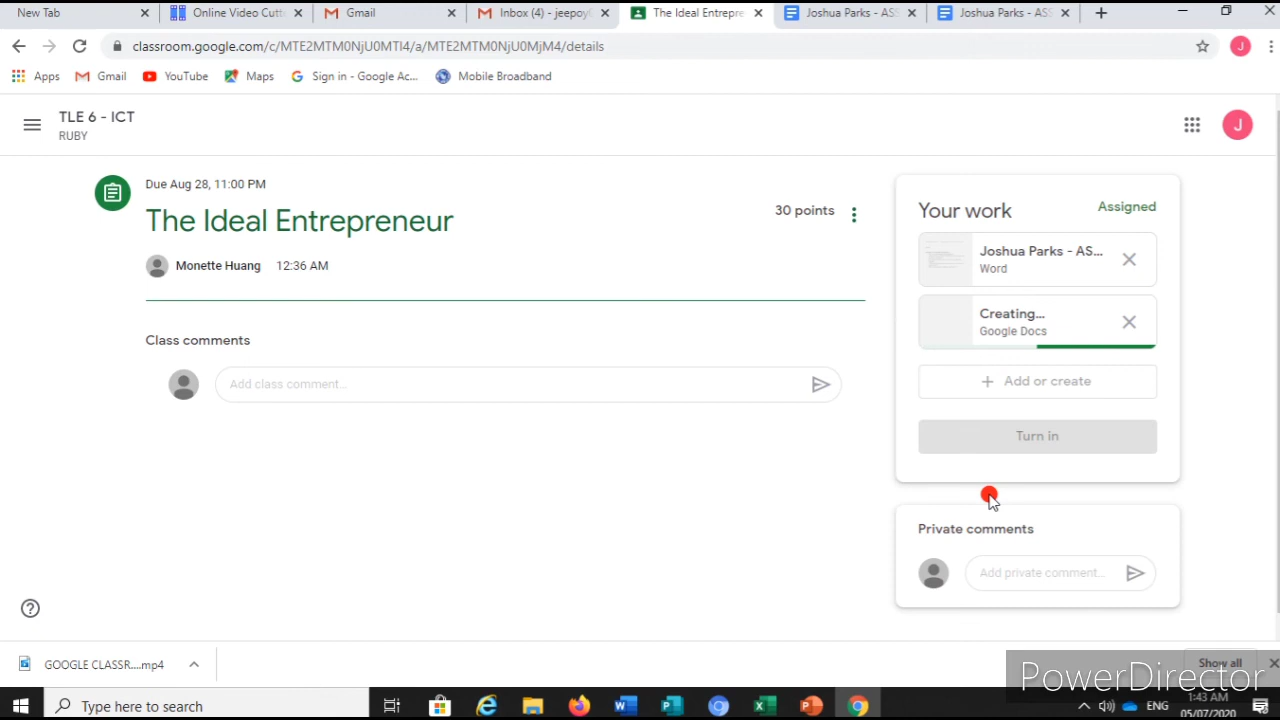 New Tab
Online Video Cutt
Gmail
Inbox (4) - jeepoy
The Ideal Entrepre
Joshua Parks - ASS
Joshua Parks - ASS
classroom.google.com/c/MTE2MTM0NjU0MTI4/a/MTE2MTM0NjU0MjM4/details
J
Apps
Gmail
YouTube
Maps
Sign in - Google Ac...
Mobile Broadband
TLE 6 - ICT
RUBY
J
Due Aug 28, 11:00 PM
The Ideal Entrepreneur
30 points
Monette Huang 12:36 AM
Class comments
Add class comment...
Your work
Assigned
Joshua Parks - AS...
Word
Creating...
Google Docs
Add or create
Turn in
Private comments
Add private comment...
GOOGLE CLASSR....mp4
Show all
PowerDirector
Type here to search
ENG
1:43 AM
05/07/2020